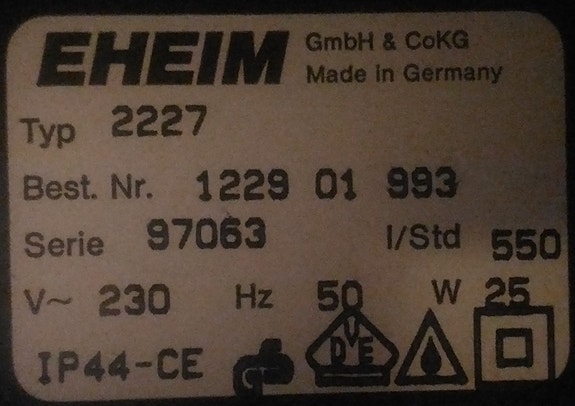 EHEIM GmbH & CoKG
Made in Germany
Typ 2227
Best. Nr. 1229 01 993
Serie 97063 l/Std 550
V~ 230 Hz 50 W 25
IP44-CE VDE